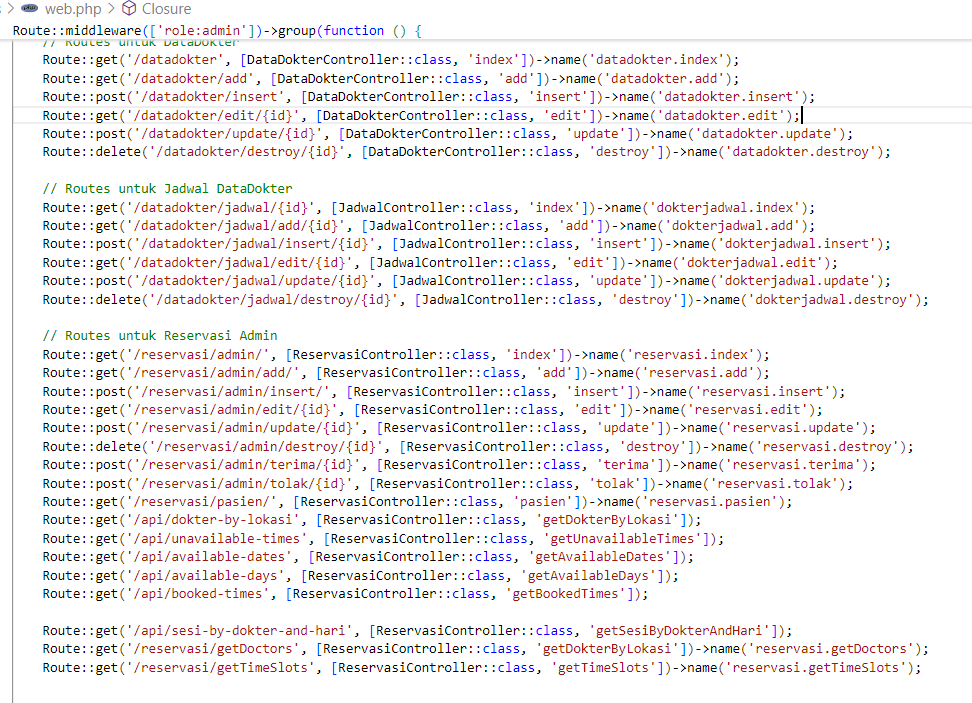 web.php > Closure
Route::middleware(['role:admin'])->group(function () {
// Routes untuk DataDokter
Route::get('/datadokter', [DataDokterController::class, 'index'])->name('datadokter.index');
Route::get('/datadokter/add', [DataDokterController::class, 'add'])->name('datadokter.add');
Route::post('/datadokter/insert', [DataDokterController::class, 'insert'])->name('datadokter.insert');
Route::get('/datadokter/edit/{id}', [DataDokterController::class, 'edit'])->name('datadokter.edit');
Route::post('/datadokter/update/{id}', [DataDokterController::class, 'update'])->name('datadokter.update');
Route::delete('/datadokter/destroy/{id}', [DataDokterController::class, 'destroy'])->name('datadokter.destroy');
// Routes untuk Jadwal DataDokter
Route::get('/datadokter/jadwal/{id}', [JadwalController::class, 'index'])->name('dokterjadwal.index');
Route::get('/datadokter/jadwal/add/{id}', [JadwalController::class, 'add'])->name('dokterjadwal.add');
Route::post('/datadokter/jadwal/insert/{id}', [JadwalController::class, 'insert'])->name('dokterjadwal.insert');
Route::get('/datadokter/jadwal/edit/{id}', [JadwalController::class, 'edit'])->name('dokterjadwal.edit');
Route::post('/datadokter/jadwal/update/{id}', [JadwalController::class, 'update'])->name('dokterjadwal.update');
Route::delete('/datadokter/jadwal/destroy/{id}', [JadwalController::class, 'destroy'])->name('dokterjadwal.destroy');
// Routes untuk Reservasi Admin
Route::get('/reservasi/admin/', [ReservasiController::class, 'index'])->name('reservasi.index');
Route::get('/reservasi/admin/add/', [ReservasiController::class, 'add'])->name('reservasi.add');
Route::post('/reservasi/admin/insert/', [ReservasiController::class, 'insert'])->name('reservasi.insert');
Route::get('/reservasi/admin/edit/{id}', [ReservasiController::class, 'edit'])->name('reservasi.edit');
Route::post('/reservasi/admin/update/{id}', [ReservasiController::class, 'update'])->name('reservasi.update');
Route::delete('/reservasi/admin/destroy/{id}', [ReservasiController::class, 'destroy'])->name('reservasi.destroy');
Route::post('/reservasi/admin/terima/{id}', [ReservasiController::class, 'terima'])->name('reservasi.terima');
Route::post('/reservasi/admin/tolak/{id}', [ReservasiController::class, 'tolak'])->name('reservasi.tolak');
Route::get('/reservasi/pasien/', [ReservasiController::class, 'pasien'])->name('reservasi.pasien');
Route::get('/api/dokter-by-lokasi', [ReservasiController::class, 'getDokterByLokasi']);
Route::get('/api/unavailable-times', [ReservasiController::class, 'getUnavailableTimes']);
Route::get('/api/available-dates', [ReservasiController::class, 'getAvailableDates']);
Route::get('/api/available-days', [ReservasiController::class, 'getAvailableDays']);
Route::get('/api/booked-times', [ReservasiController::class, 'getBookedTimes']);
Route::get('/api/sesi-by-dokter-and-hari', [ReservasiController::class, 'getSesiByDokterAndHari']);
Route::get('/reservasi/getDoctors', [ReservasiController::class, 'getDokterByLokasi'])->name('reservasi.getDoctors');
Route::get('/reservasi/getTimeSlots', [ReservasiController::class, 'getTimeSlots'])->name('reservasi.getTimeSlots');